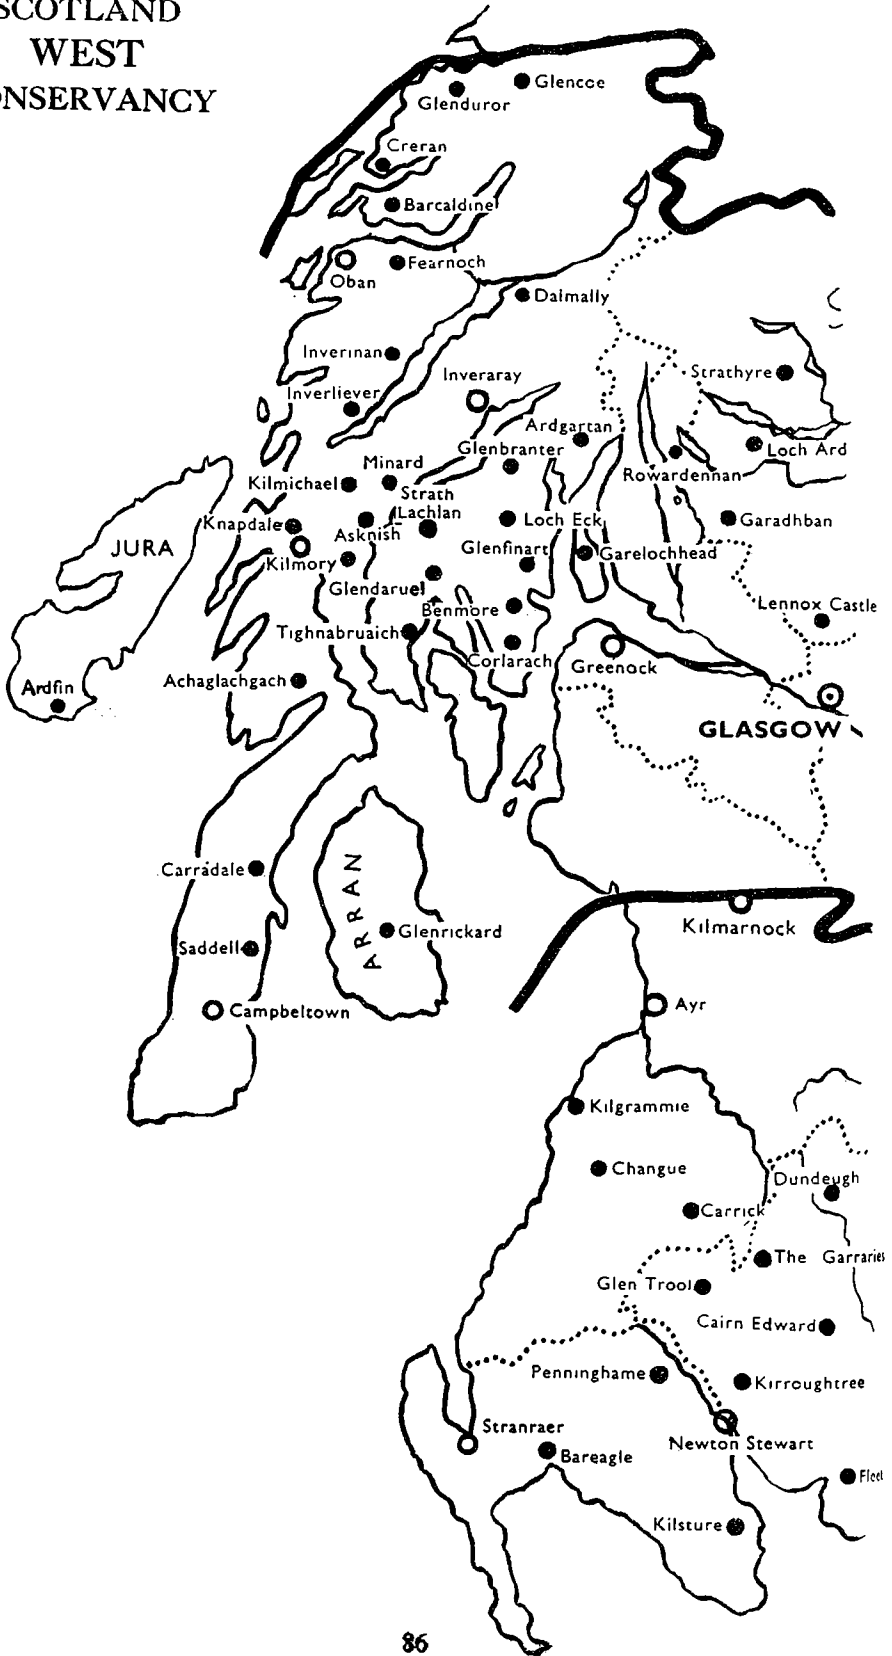 SCOTLAND
WEST
ONSERVANCY
Glencoe
Glenduror
Creran
Barcaldine
Fearnoch
Oban
Dalmally
Inverinan
Inveraray
Strathyre
Inverliever
Ardgartan
Glenbranter
Loch Ard
Minard
Rowardennan
Kilmichael
Strath
Lachlan
Knapdale
Asknish
Loch Eck
Garadhban
JURA
Kilmory
Glenfinart
Garelochhead
Glendaruel
Benmore
Lennox Castle
Tighnabruaich
Corlarach
Greenock
Ardfin
Achaglachgach
GLASGOW
Carradale
ARRAN
Glenrickard
Kilmarnock
Saddell
Campbeltown
Ayr
Kilgrammie
Changue
Dundeugh
Carrick
The Garraries
Glen Trool
Cairn Edward
Penninghame
Kirroughtree
Stranraer
Newton Stewart
Bareagle
Fleet
Kilsture
86